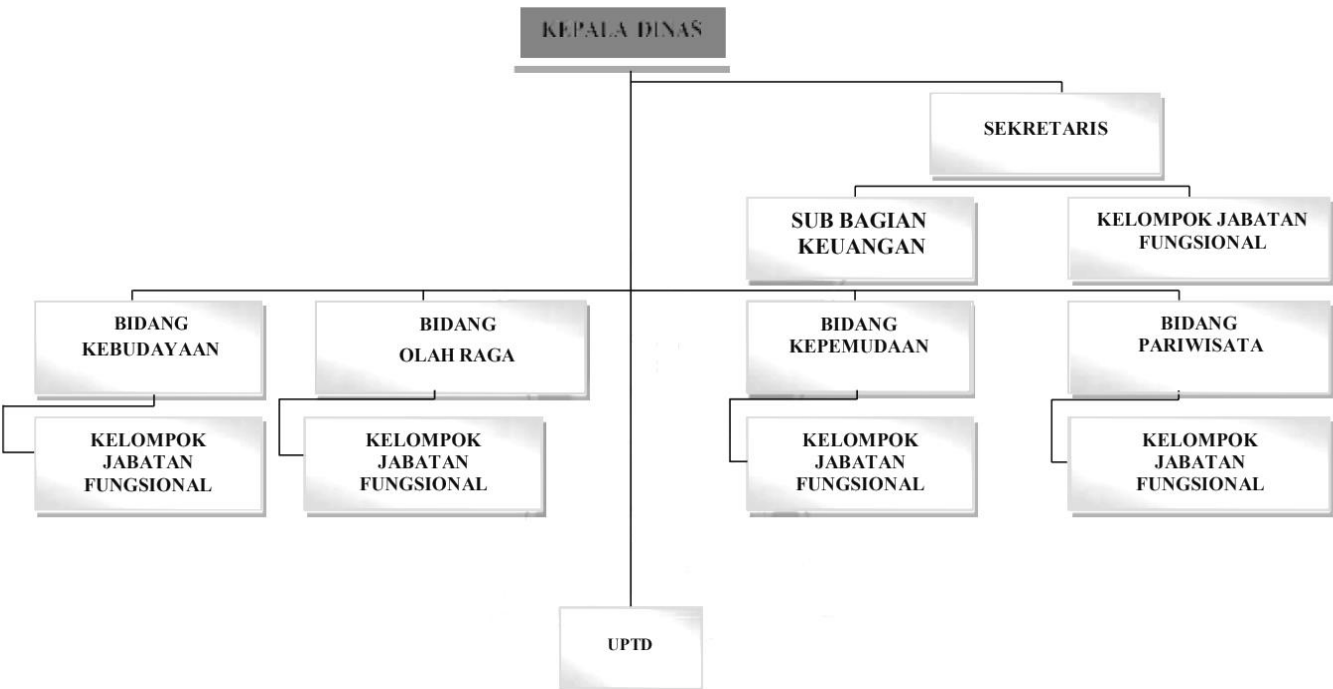 KEPALA DINAS
SEKRETARIS
SUB BAGIAN
KEUANGAN
KELOMPOK JABATAN
FUNGSIONAL
BIDANG
KEBUDAYAAN
BIDANG
OLAH RAGA
BIDANG
KEPEMUDAAN
BIDANG
PARIWISATA
KELOMPOK
JABATAN
FUNGSIONAL
KELOMPOK
JABATAN
FUNGSIONAL
KELOMPOK
JABATAN
FUNGSIONAL
KELOMPOK
JABATAN
FUNGSIONAL
UPTD